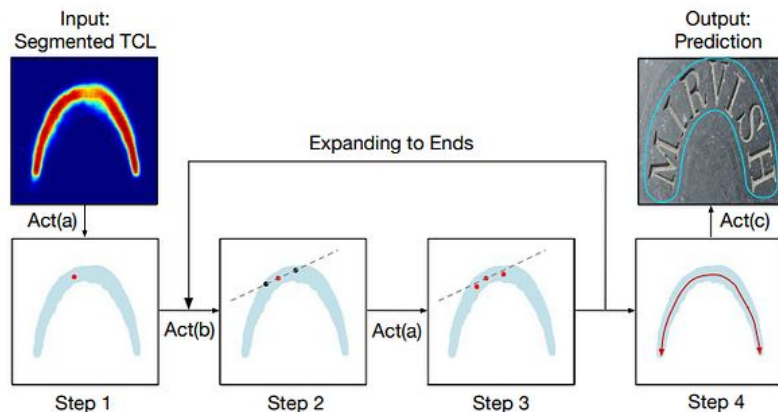 Input:
Segmented TCL
Output:
Prediction
MIRVISH
Expanding to Ends
Act(a)
Act(c)
Act(b)
Act(a)
Step 1
Step 2
Step 3
Step 4